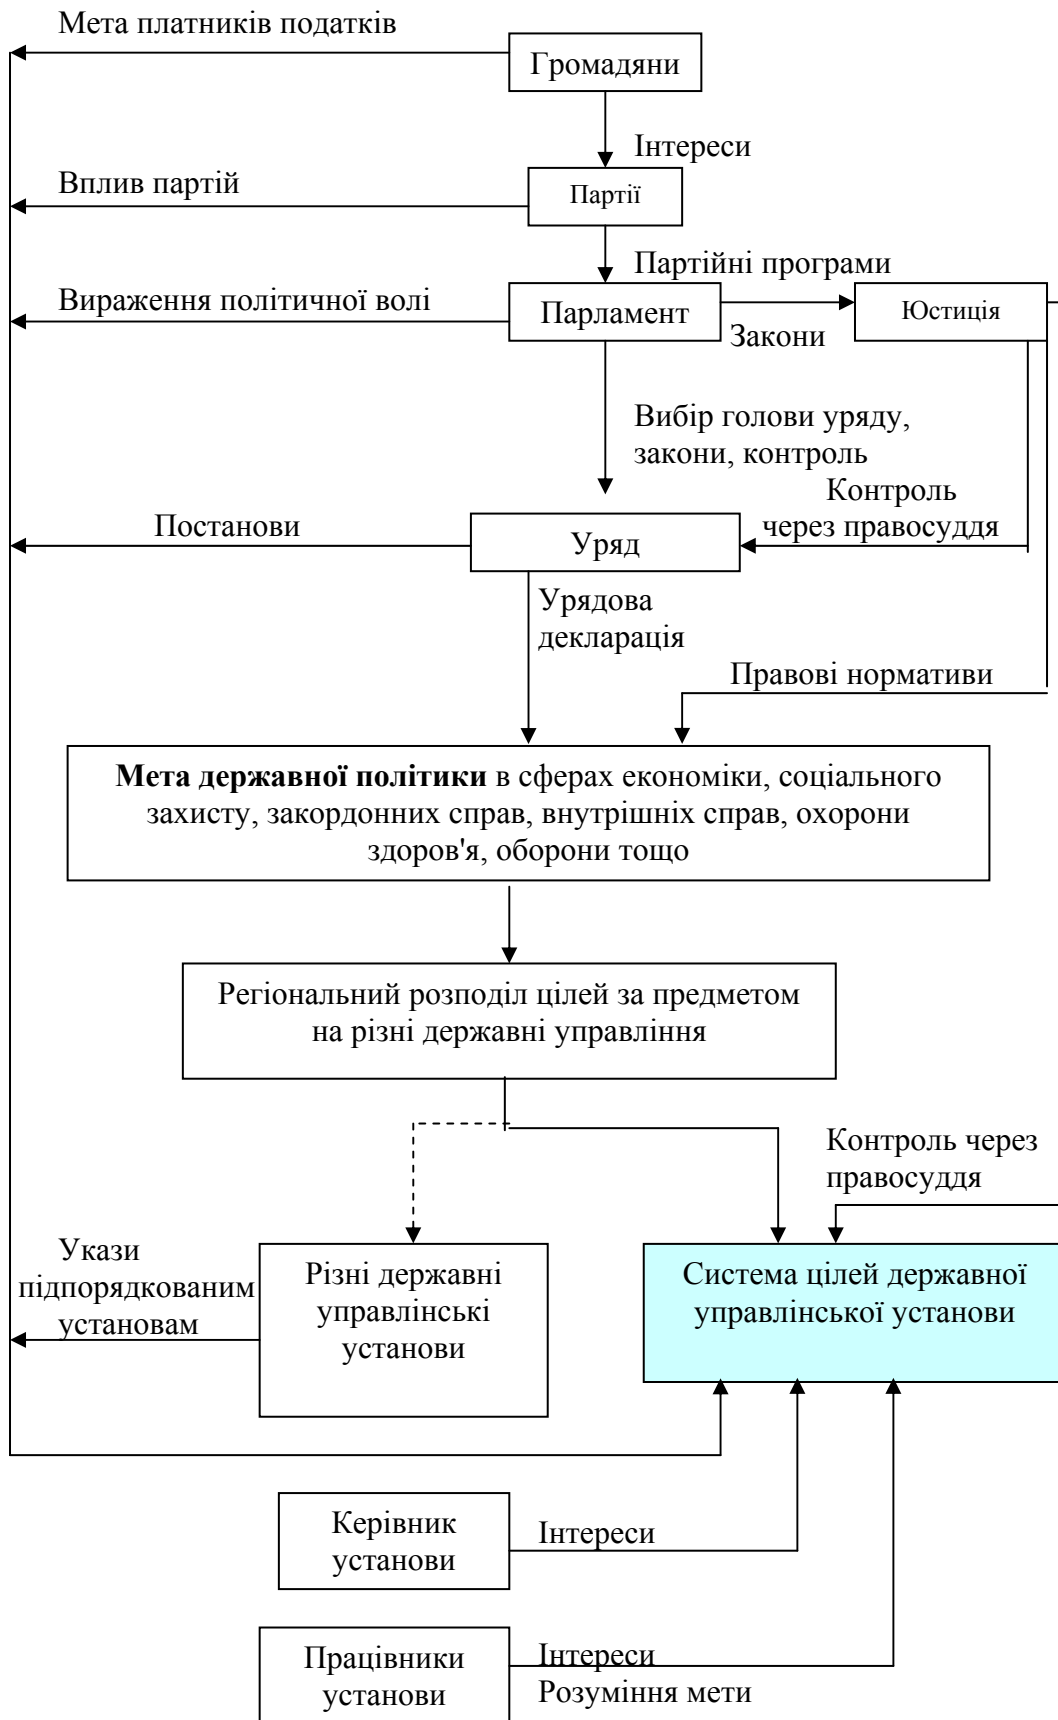 Мета платників податків
Громадяни
Інтереси
Вплив партій
Партії
Партійні програми
Вираження політичної волі
Парламент
Юстиція
Закони
Вибір голови уряду,
закони, контроль
Контроль
через правосуддя
Постанови
Уряд
Урядова
декларація
Правові нормативи
Мета державної політики в сферах економіки, соціального
захисту, закордонних справ, внутрішніх справ, охорони
здоров'я, оборони тощо
Регіональний розподіл цілей за предметом
на різні державні управління
Контроль через
правосуддя
Укази
підпорядкованим
установам
Різні державні
управлінські
установи
Система цілей державної
управлінської установи
Керівник
установи
Інтереси
Працівники
установи
Інтереси
Розуміння мети